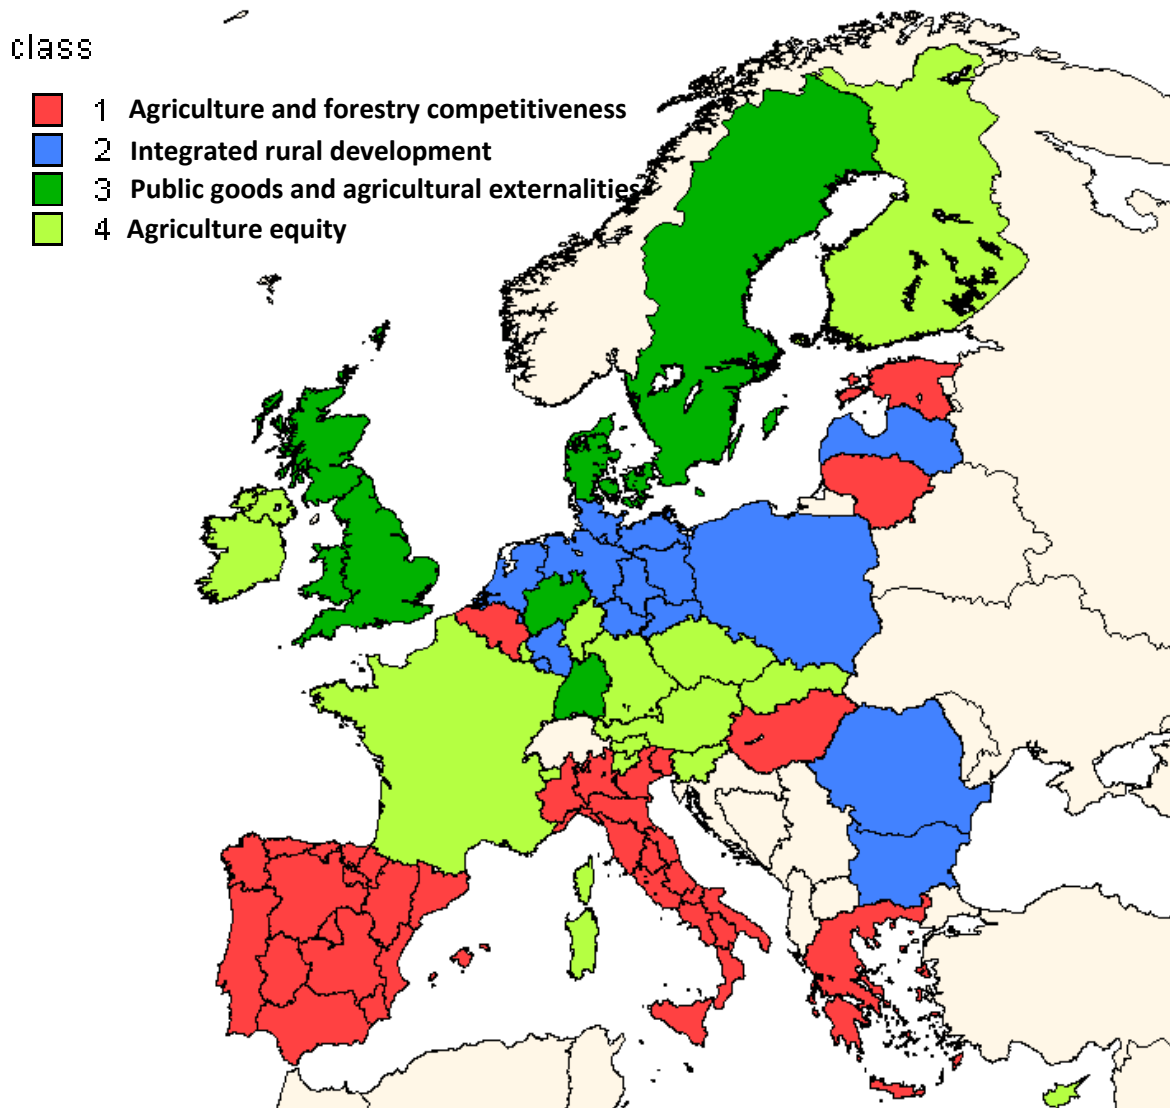 class
1 Agriculture and forestry competitiveness
2 Integrated rural development
3 Public goods and agricultural externalities
4 Agriculture equity